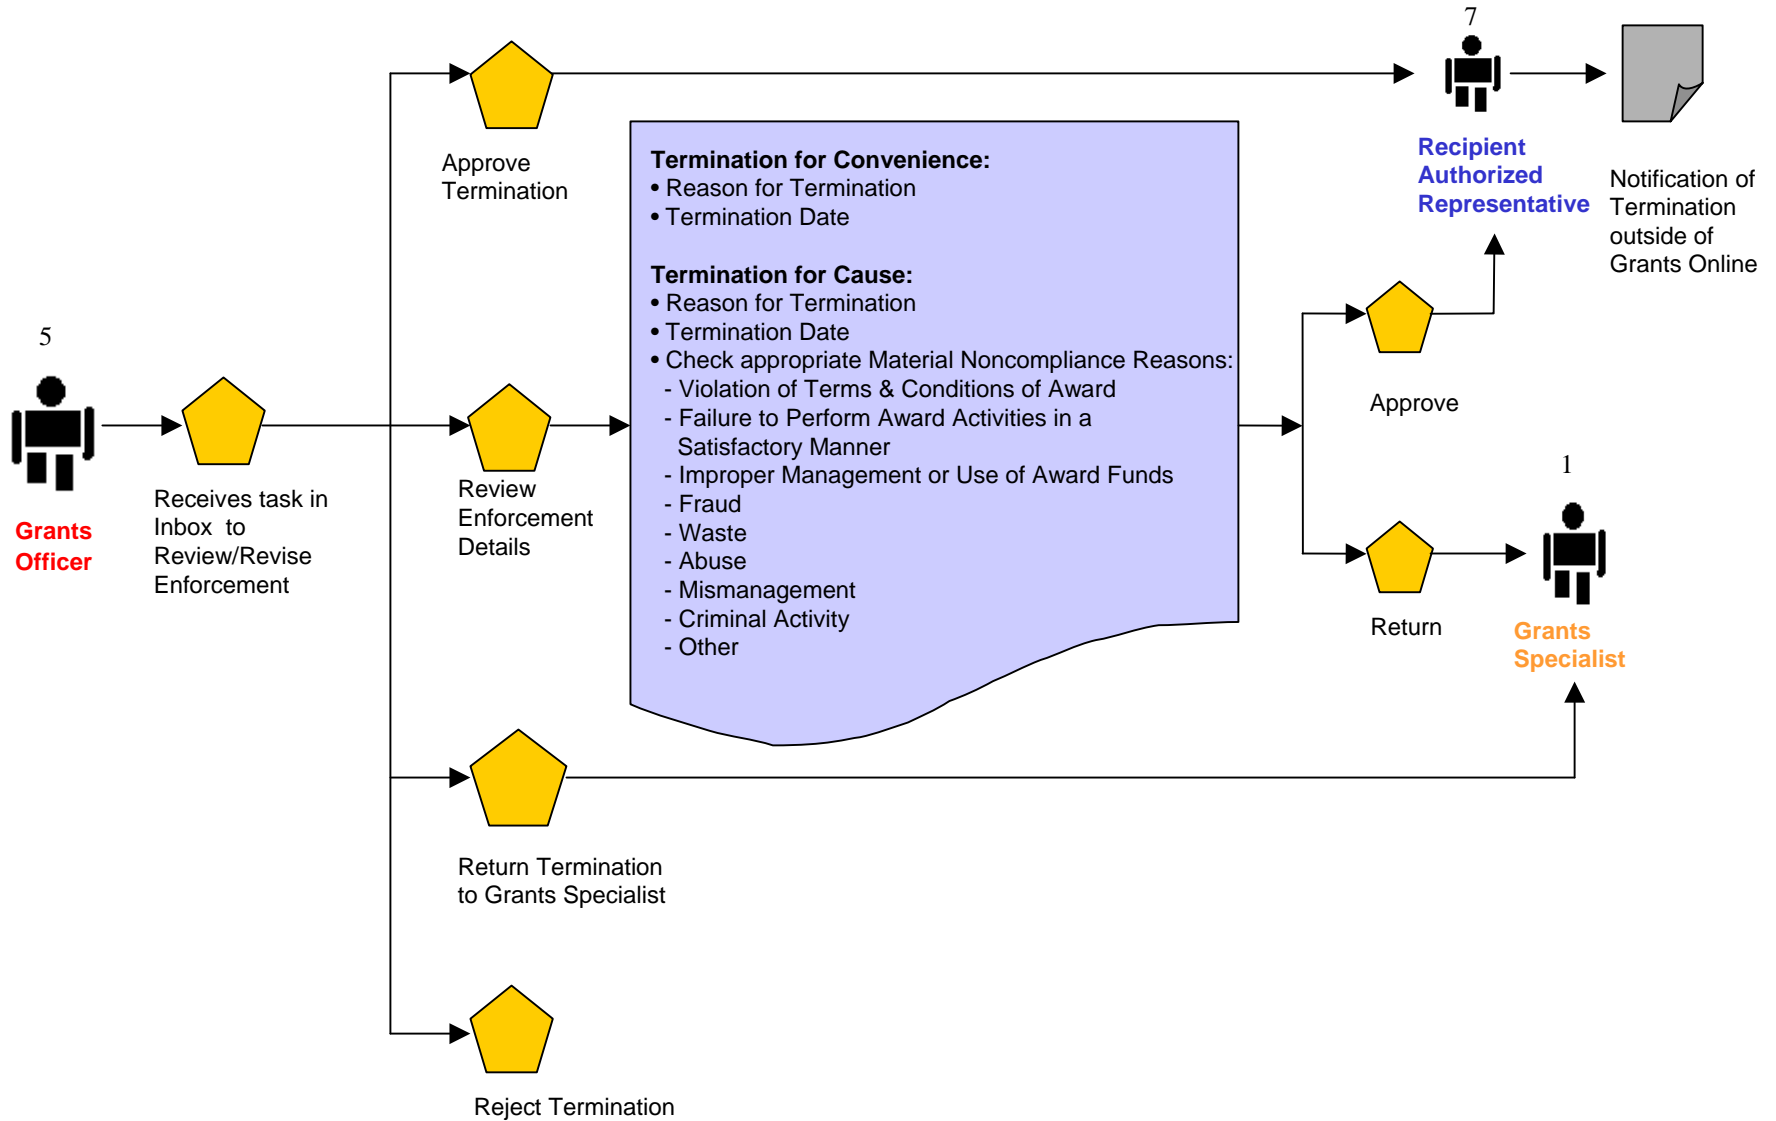 7
Approve
Termination
Recipient
Authorized
Representative
Notification of
Termination
outside of
Grants Online
Termination for Convenience:
• Reason for Termination
• Termination Date
Termination for Cause:
• Reason for Termination
• Termination Date
• Check appropriate Material Noncompliance Reasons:
- Violation of Terms & Conditions of Award
- Failure to Perform Award Activities in a
Satisfactory Manner
- Improper Management or Use of Award Funds
- Fraud
- Waste
- Abuse
- Mismanagement
- Criminal Activity
- Other
5
Grants
Officer
Receives task in
Inbox to
Review/Revise
Enforcement
Review
Enforcement
Details
Approve
1
Return
Grants
Specialist
Return Termination
to Grants Specialist
Reject Termination